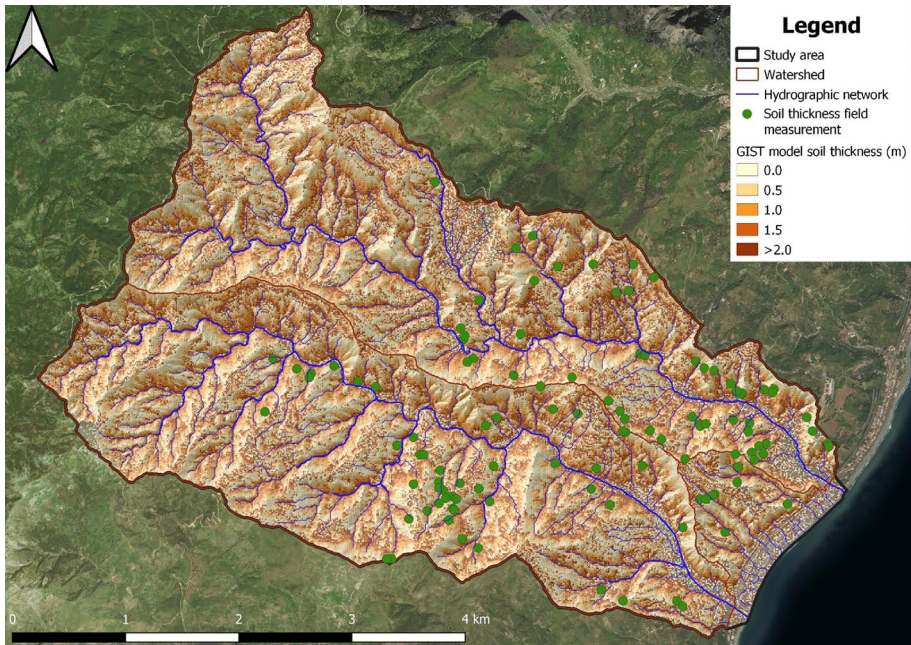 Legend
Study area
Watershed
Hydrographic network
Soil thickness field
measurement
GIST model soil thickness (m)
0.0
0.5
1.0
1.5
>2.0
0 1 2 3 4 km